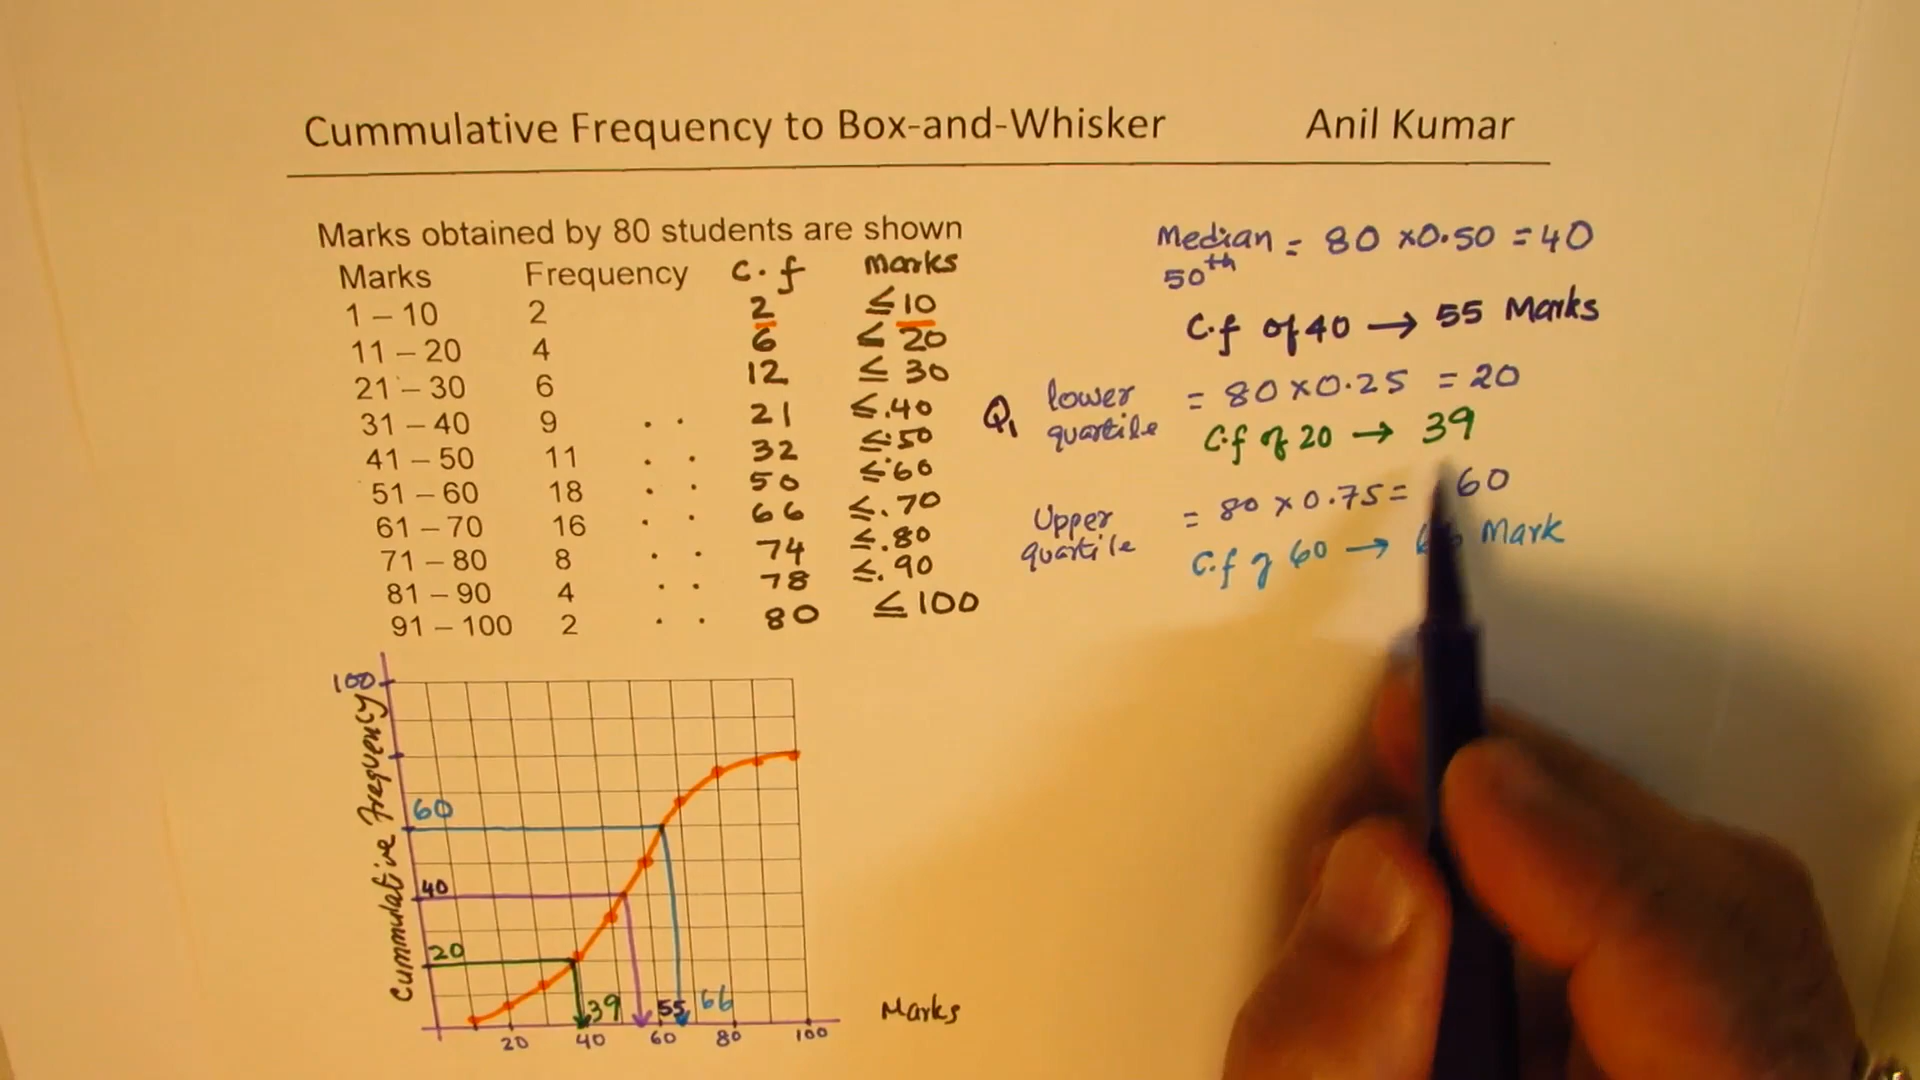 Cummulative Frequency to Box-and-Whisker Anil Kumar
Marks obtained by 80 students are shown
Marks Frequency c.f Marks
1 – 10 2 2 ≤ 10
11 – 20 4 6 ≤ 20
21 – 30 6 12 ≤ 30
31 – 40 9 . . 21 ≤ 40
41 – 50 11 . . 32 ≤ 50
51 – 60 18 . . 50 ≤ 60
61 – 70 16 . . 66 ≤ 70
71 – 80 8 . . 74 ≤ 80
81 – 90 4 . . 78 ≤ 90
91 – 100 2 . . 80 ≤ 100
Median = 80 × 0.50 = 40
50th
C.f of 40 → 55 Marks
Q1 lower quartile = 80 × 0.25 = 20
C.f of 20 → 39
Upper quartile = 80 × 0.75 = 60
C.f of 60 → Mark
Cummulative Frequency
100
60
40
20
39 55 66
20 40 60 80 100
Marks